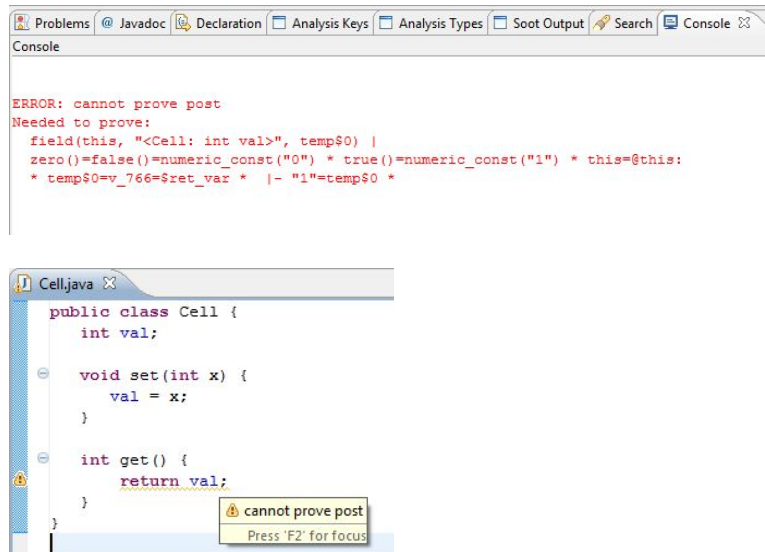 Problems @ Javadoc Declaration Analysis Keys Analysis Types Soot Output Search Console
Console
ERROR: cannot prove post
Needed to prove:
field(this, "<Cell: int val>", temp$0) |
zero()=false()=numeric_const("0") * true()=numeric_const("1") * this=@this:
* temp$0=v_766=$ret_var *  |- "1"=temp$0 *
Cell.java
public class Cell {
int val;
void set(int x) {
val = x;
}
int get() {
return val;
}
cannot prove post
}
Press 'F2' for focus